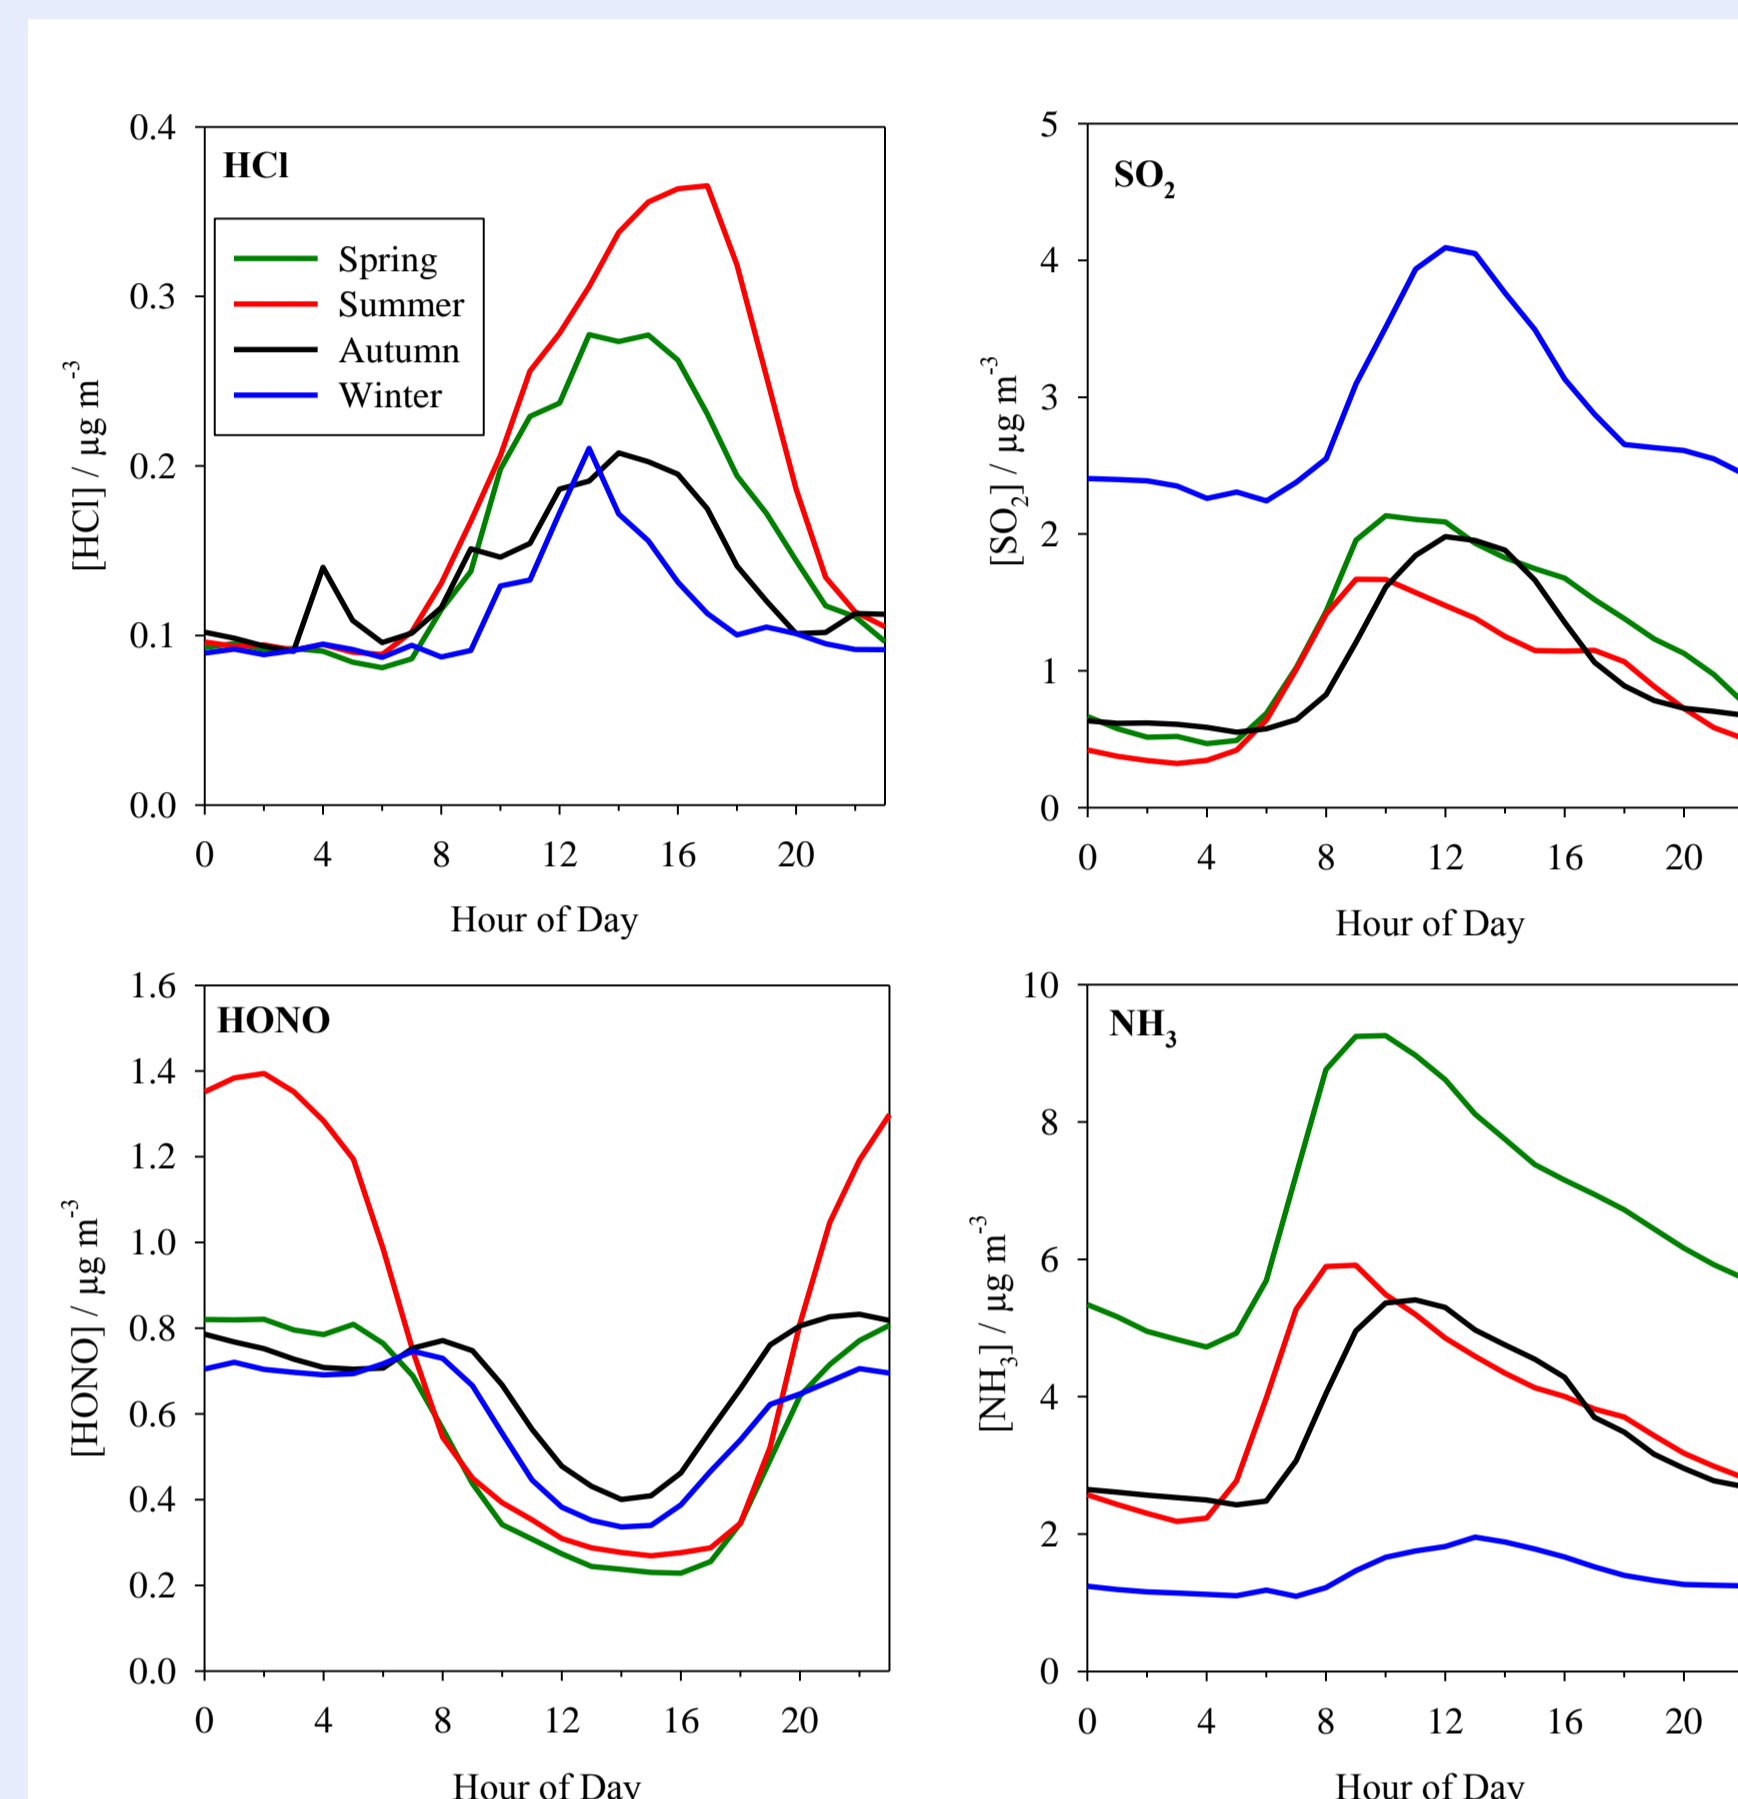 HCl
0.4
0.3
0.2
0.1
0.0
[HCl] / µg m⁻³
Spring
Summer
Autumn
Winter
0 4 8 12 16 20
Hour of Day
SO₂
5
4
3
2
1
0
[SO₂] / µg m⁻³
0 4 8 12 16 20
Hour of Day
HONO
1.6
1.4
1.2
1.0
0.8
0.6
0.4
0.2
0.0
[HONO] / µg m⁻³
0 4 8 12 16 20
Hour of Day
NH₃
10
8
6
4
2
0
[NH₃] / µg m⁻³
0 4 8 12 16 20
Hour of Day